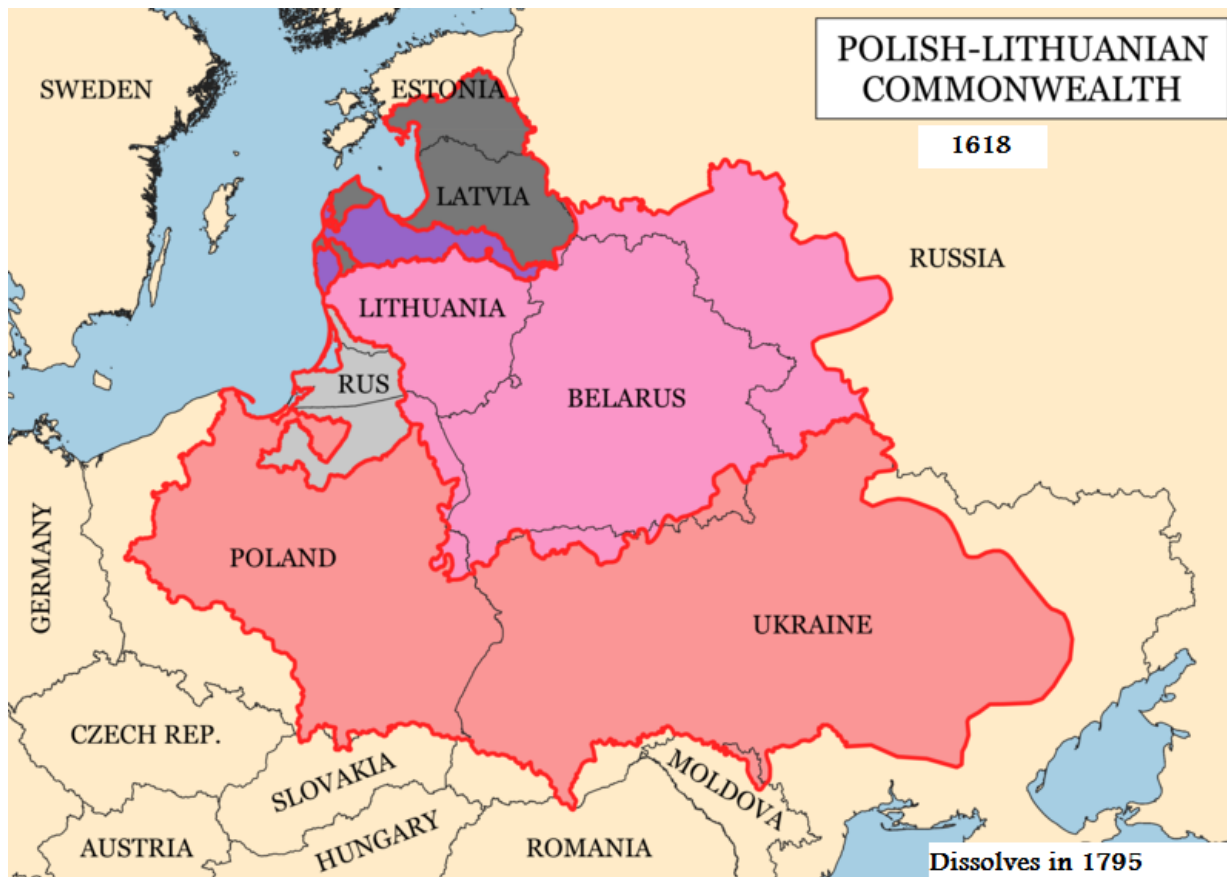 POLISH-LITHUANIAN
COMMONWEALTH
1618
SWEDEN
ESTONIA
LATVIA
RUSSIA
LITHUANIA
RUS
BELARUS
GERMANY
POLAND
UKRAINE
CZECH REP.
SLOVAKIA
MOLDOVA
AUSTRIA
HUNGARY
ROMANIA
Dissolves in 1795